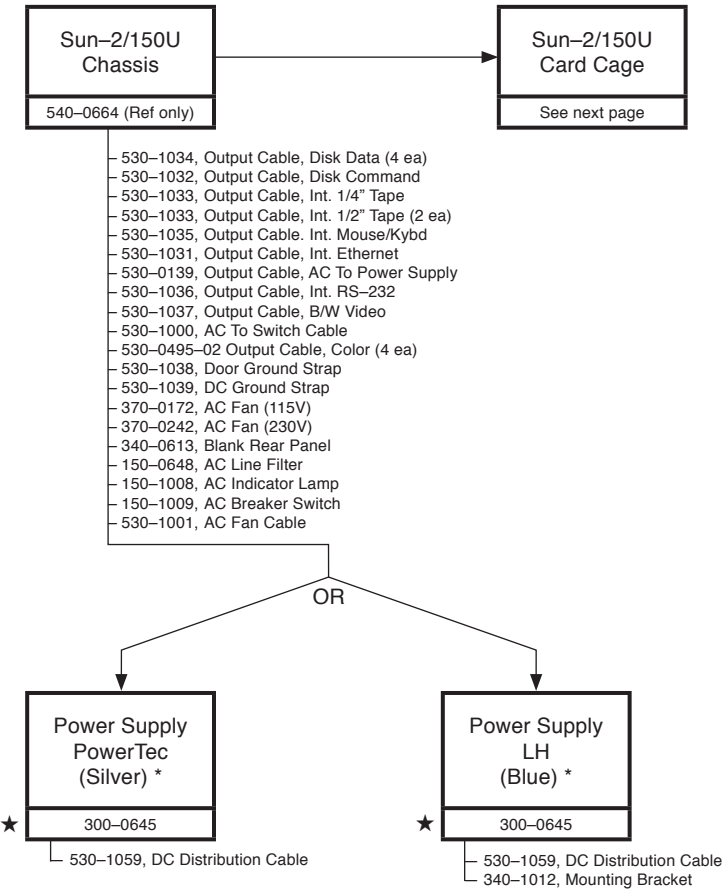 Sun–2/150U
Chassis
540–0664 (Ref only)
Sun–2/150U
Card Cage
See next page
530–1034, Output Cable, Disk Data (4 ea)
530–1032, Output Cable, Disk Command
530–1033, Output Cable, Int. 1/4” Tape
530–1033, Output Cable, Int. 1/2” Tape (2 ea)
530–1035, Output Cable. Int. Mouse/Kybd
530–1031, Output Cable, Int. Ethernet
530–0139, Output Cable, AC To Power Supply
530–1036, Output Cable, Int. RS–232
530–1037, Output Cable, B/W Video
530–1000, AC To Switch Cable
530–0495–02 Output Cable, Color (4 ea)
530–1038, Door Ground Strap
530–1039, DC Ground Strap
370–0172, AC Fan (115V)
370–0242, AC Fan (230V)
340–0613, Blank Rear Panel
150–0648, AC Line Filter
150–1008, AC Indicator Lamp
150–1009, AC Breaker Switch
530–1001, AC Fan Cable
OR
Power Supply
PowerTec
(Silver) *
★ 300–0645
530–1059, DC Distribution Cable
Power Supply
LH
(Blue) *
★ 300–0645
530–1059, DC Distribution Cable
340–1012, Mounting Bracket